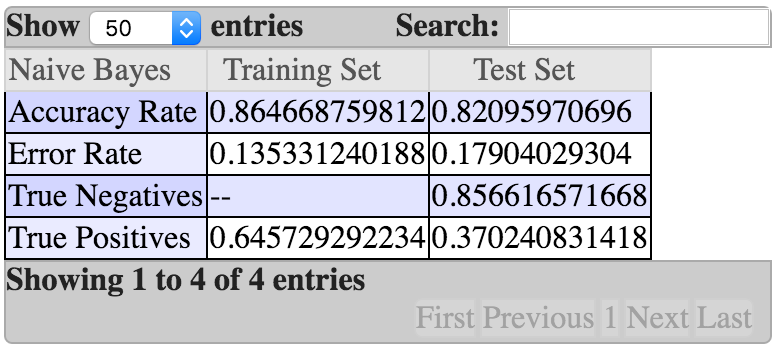 Show 50 entries Search:
Naive Bayes Training Set Test Set
Accuracy Rate 0.864668759812 0.82095970696
Error Rate 0.135331240188 0.17904029304
True Negatives -- 0.856616571668
True Positives 0.645729292234 0.370240831418
Showing 1 to 4 of 4 entries
First Previous 1 Next Last